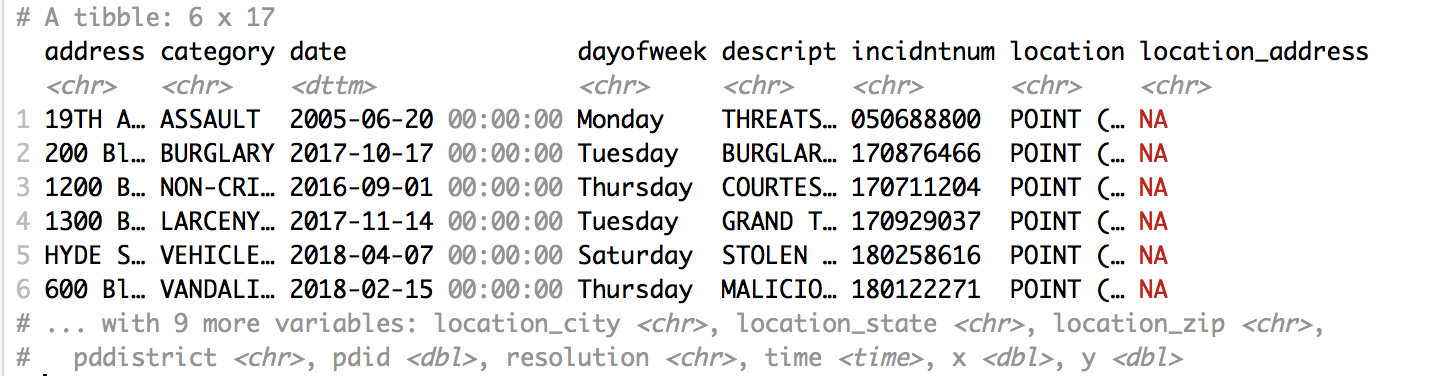 # A tibble: 6 x 17
address category date dayofweek descript incidntnum location location_address
<chr> <chr> <dttm> <chr> <chr> <chr> <chr> <chr>
1 19TH A… ASSAULT 2005-06-20 00:00:00 Monday THREATS… 050688800 POINT (… NA
2 200 Bl… BURGLARY 2017-10-17 00:00:00 Tuesday BURGLAR… 170876466 POINT (… NA
3 1200 B… NON-CRI… 2016-09-01 00:00:00 Thursday COURTES… 170711204 POINT (… NA
4 1300 B… LARCENY… 2017-11-14 00:00:00 Tuesday GRAND T… 170929037 POINT (… NA
5 HYDE S… VEHICLE… 2018-04-07 00:00:00 Saturday STOLEN … 180258616 POINT (… NA
6 600 Bl… VANDALI… 2018-02-15 00:00:00 Thursday MALICIO… 180122271 POINT (… NA
# ... with 9 more variables: location_city <chr>, location_state <chr>, location_zip <chr>,
# pddistrict <chr>, pdid <dbl>, resolution <chr>, time <time>, x <dbl>, y <dbl>